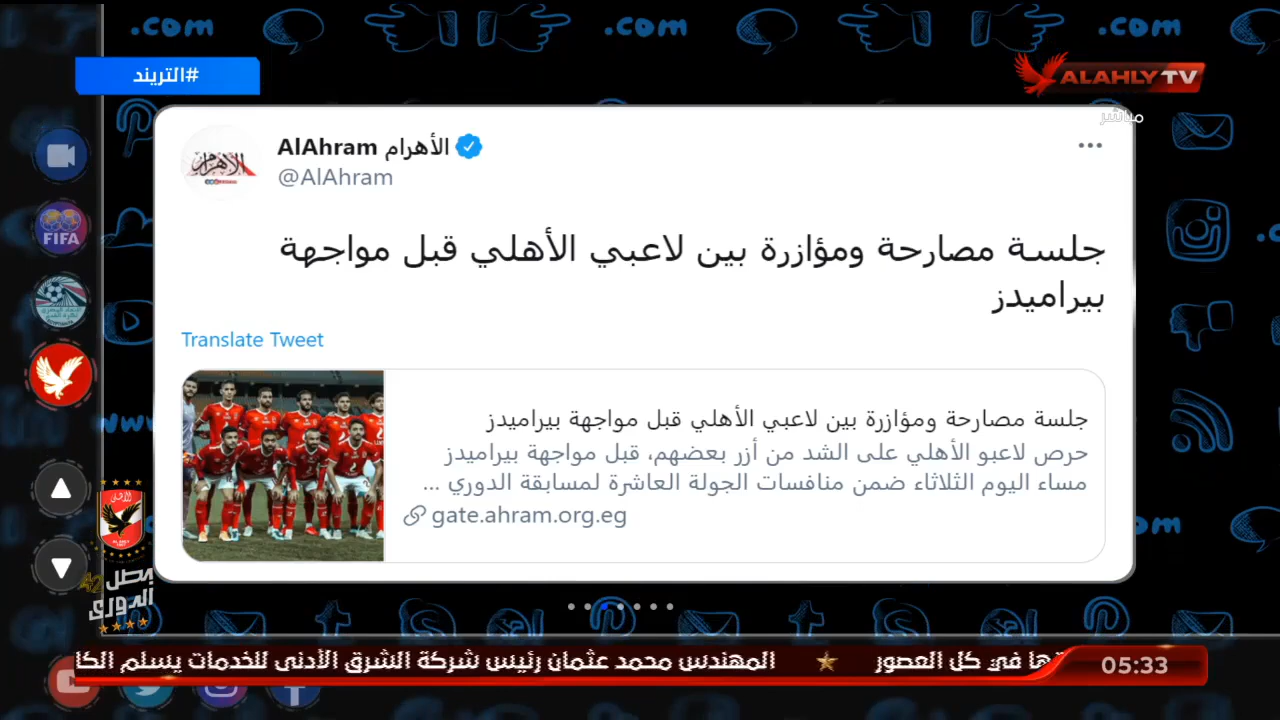 .com
.com
.com
#التريند
ALAHLY TV
مباشر
AlAhram الأهرام
@AlAhram
جلسة مصارحة ومؤازرة بين لاعبي الأهلي قبل مواجهة
بيراميدز
Translate Tweet
جلسة مصارحة ومؤازرة بين لاعبي الأهلي قبل مواجهة بيراميدز
حرص لاعبو الأهلي على الشد من أزر بعضهم، قبل مواجهة بيراميدز
مساء اليوم الثلاثاء ضمن منافسات الجولة العاشرة لمسابقة الدوري ...
gate.ahram.org.eg
FIFA
www
بطل
الدورى
42
في كل العصور
المهندس محمد عثمان رئيس شركة الشرق الأدنى للخدمات يسلم الكا
05:33